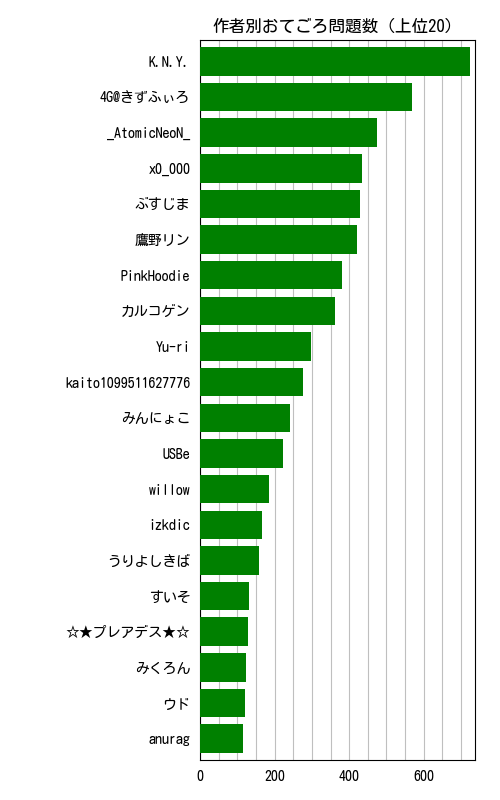 作者別おてごろ問題数 (上位20)
K.N.Y.
4G@きずふぃろ
_AtomicNeoN_
x0_000
ぶすじま
鷹野リン
PinkHoodie
カルコゲン
Yu-ri
kaito1099511627776
みんにょこ
USBe
willow
izkdic
うりよしきば
すいそ
☆★プレアデス★☆
みくろん
ウド
anurag
0 200 400 600